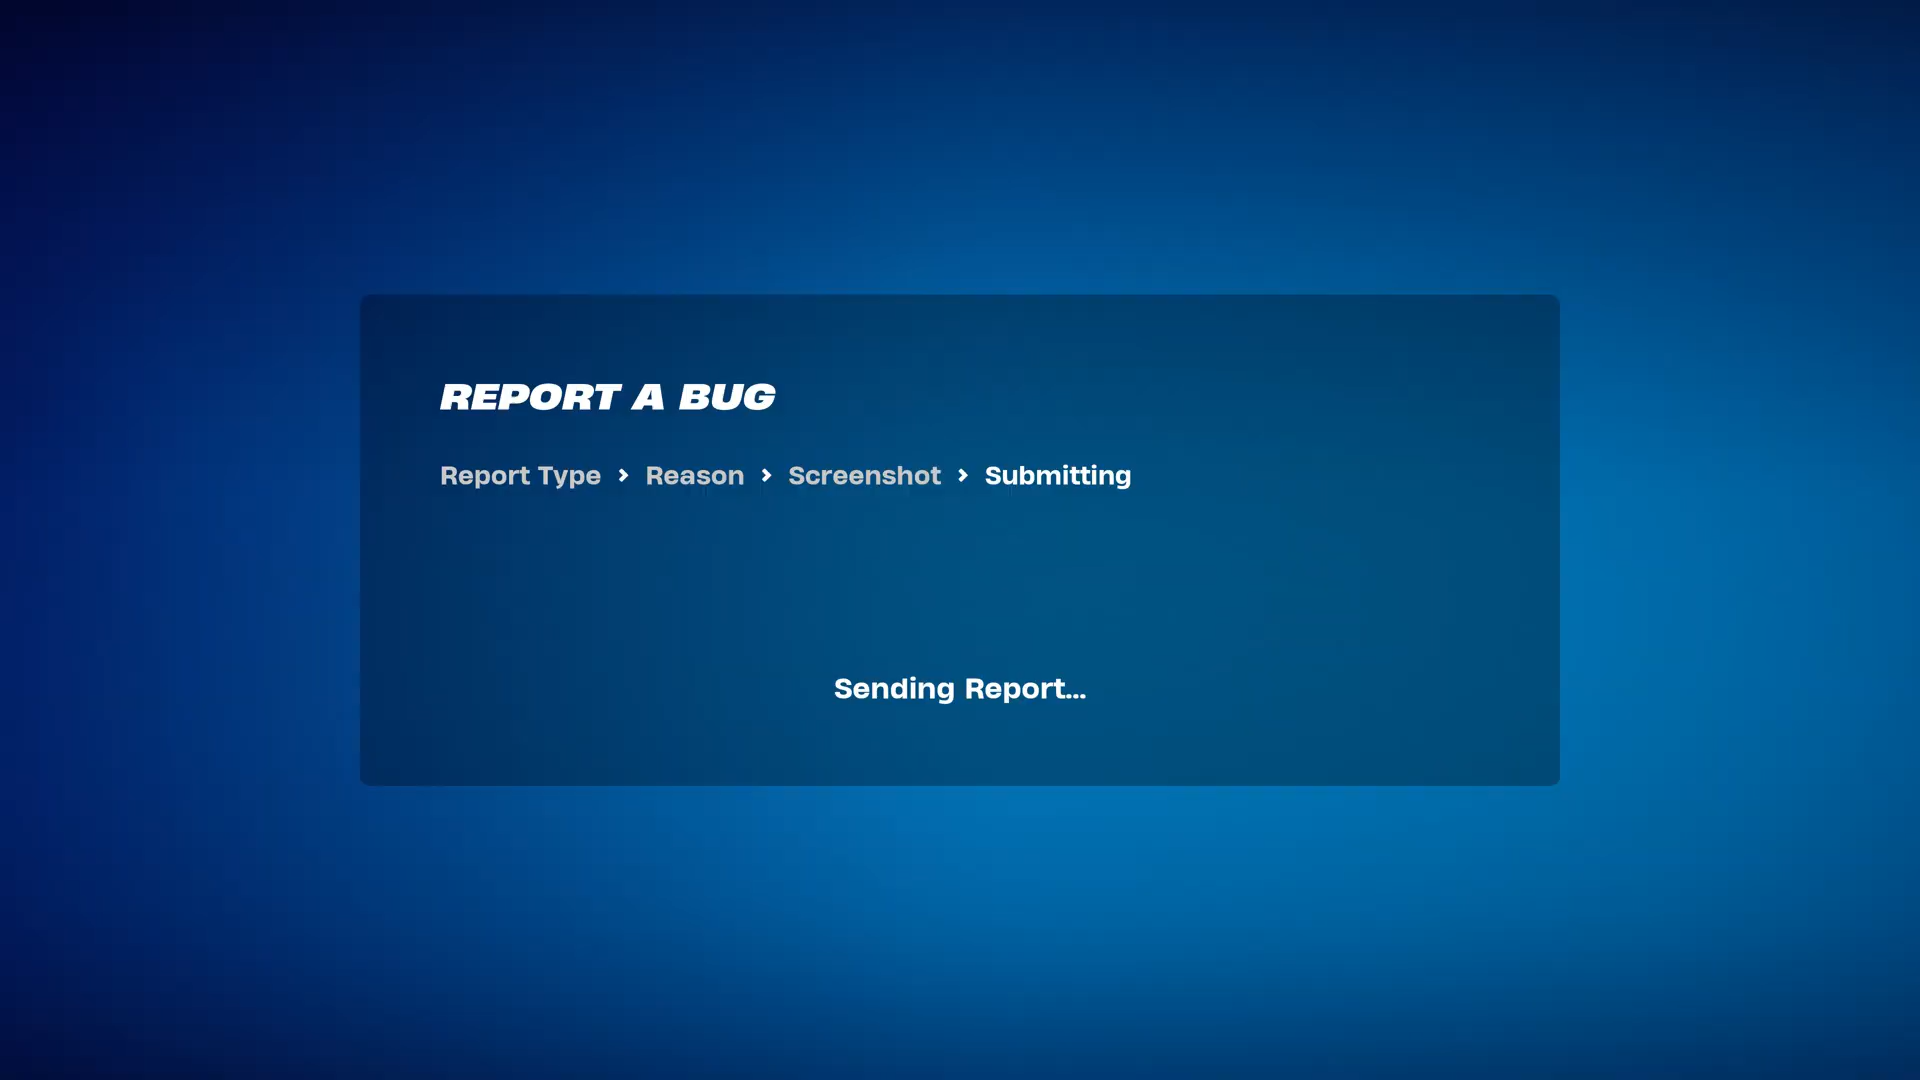 REPORT A BUG
Report Type > Reason > Screenshot > Submitting
Sending Report...